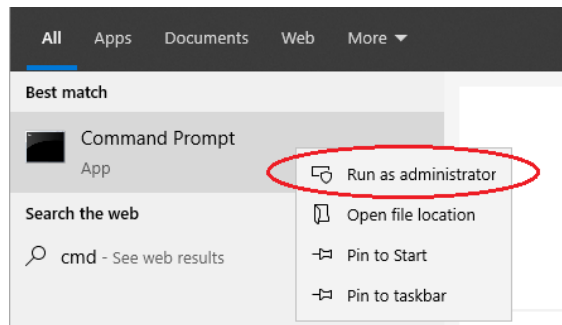 All Apps Documents Web More
Best match
Command Prompt
App
Run as administrator
Open file location
Search the web
cmd - See web results
Pin to Start
Pin to taskbar